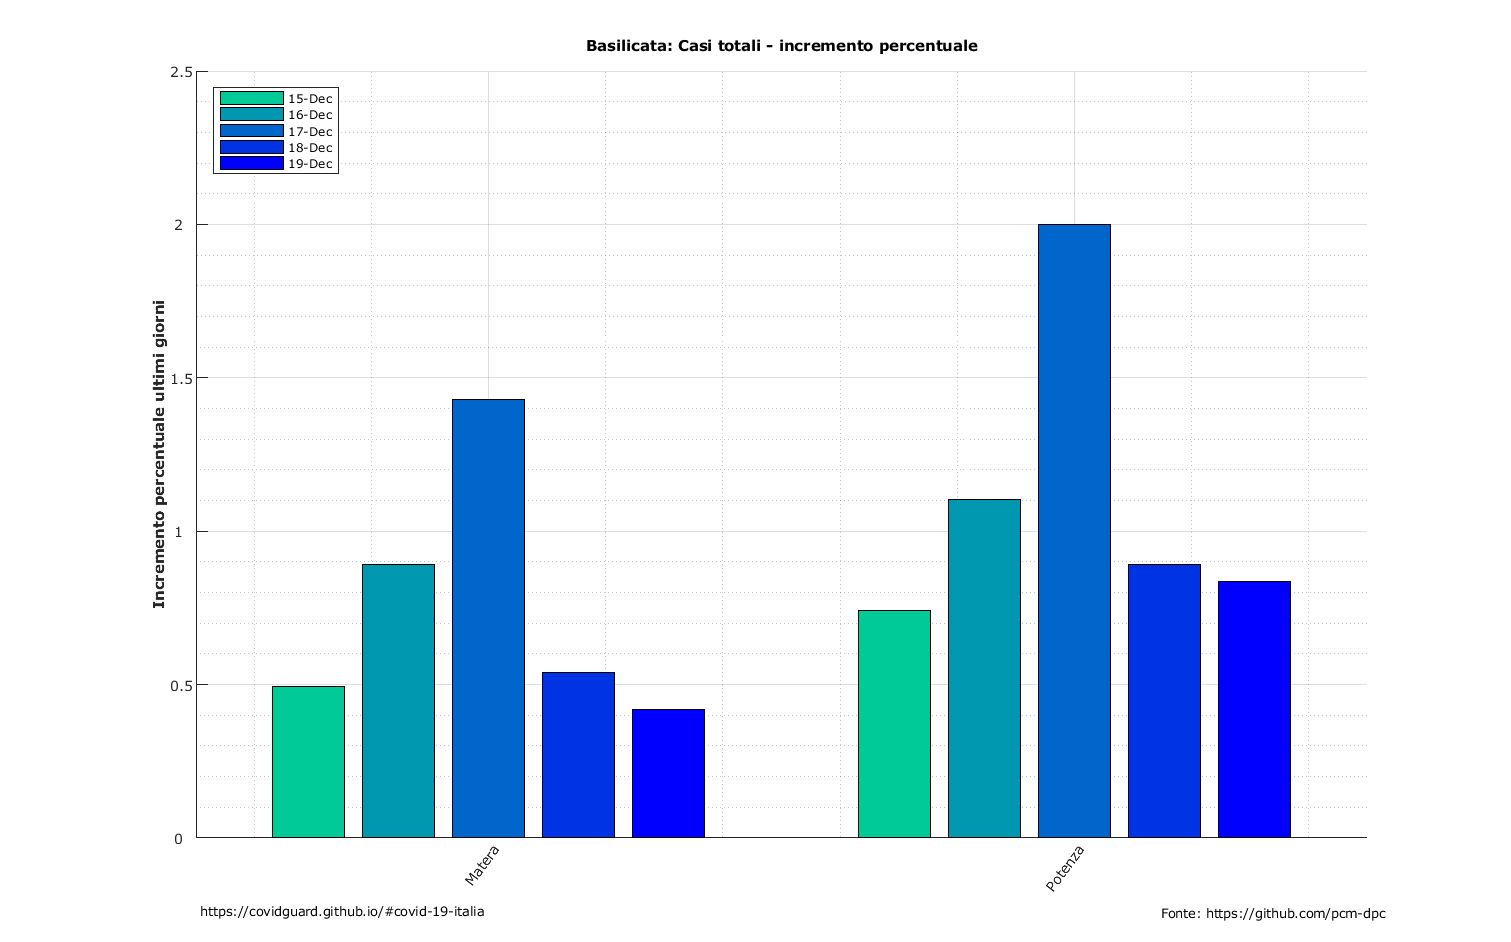 Basilicata: Casi totali - incremento percentuale
2.5
2
1.5
1
0.5
0
Incremento percentuale ultimi giorni
15-Dec
16-Dec
17-Dec
18-Dec
19-Dec
Matera
Potenza
https://covidguard.github.io/#covid-19-italia
Fonte: https://github.com/pcm-dpc